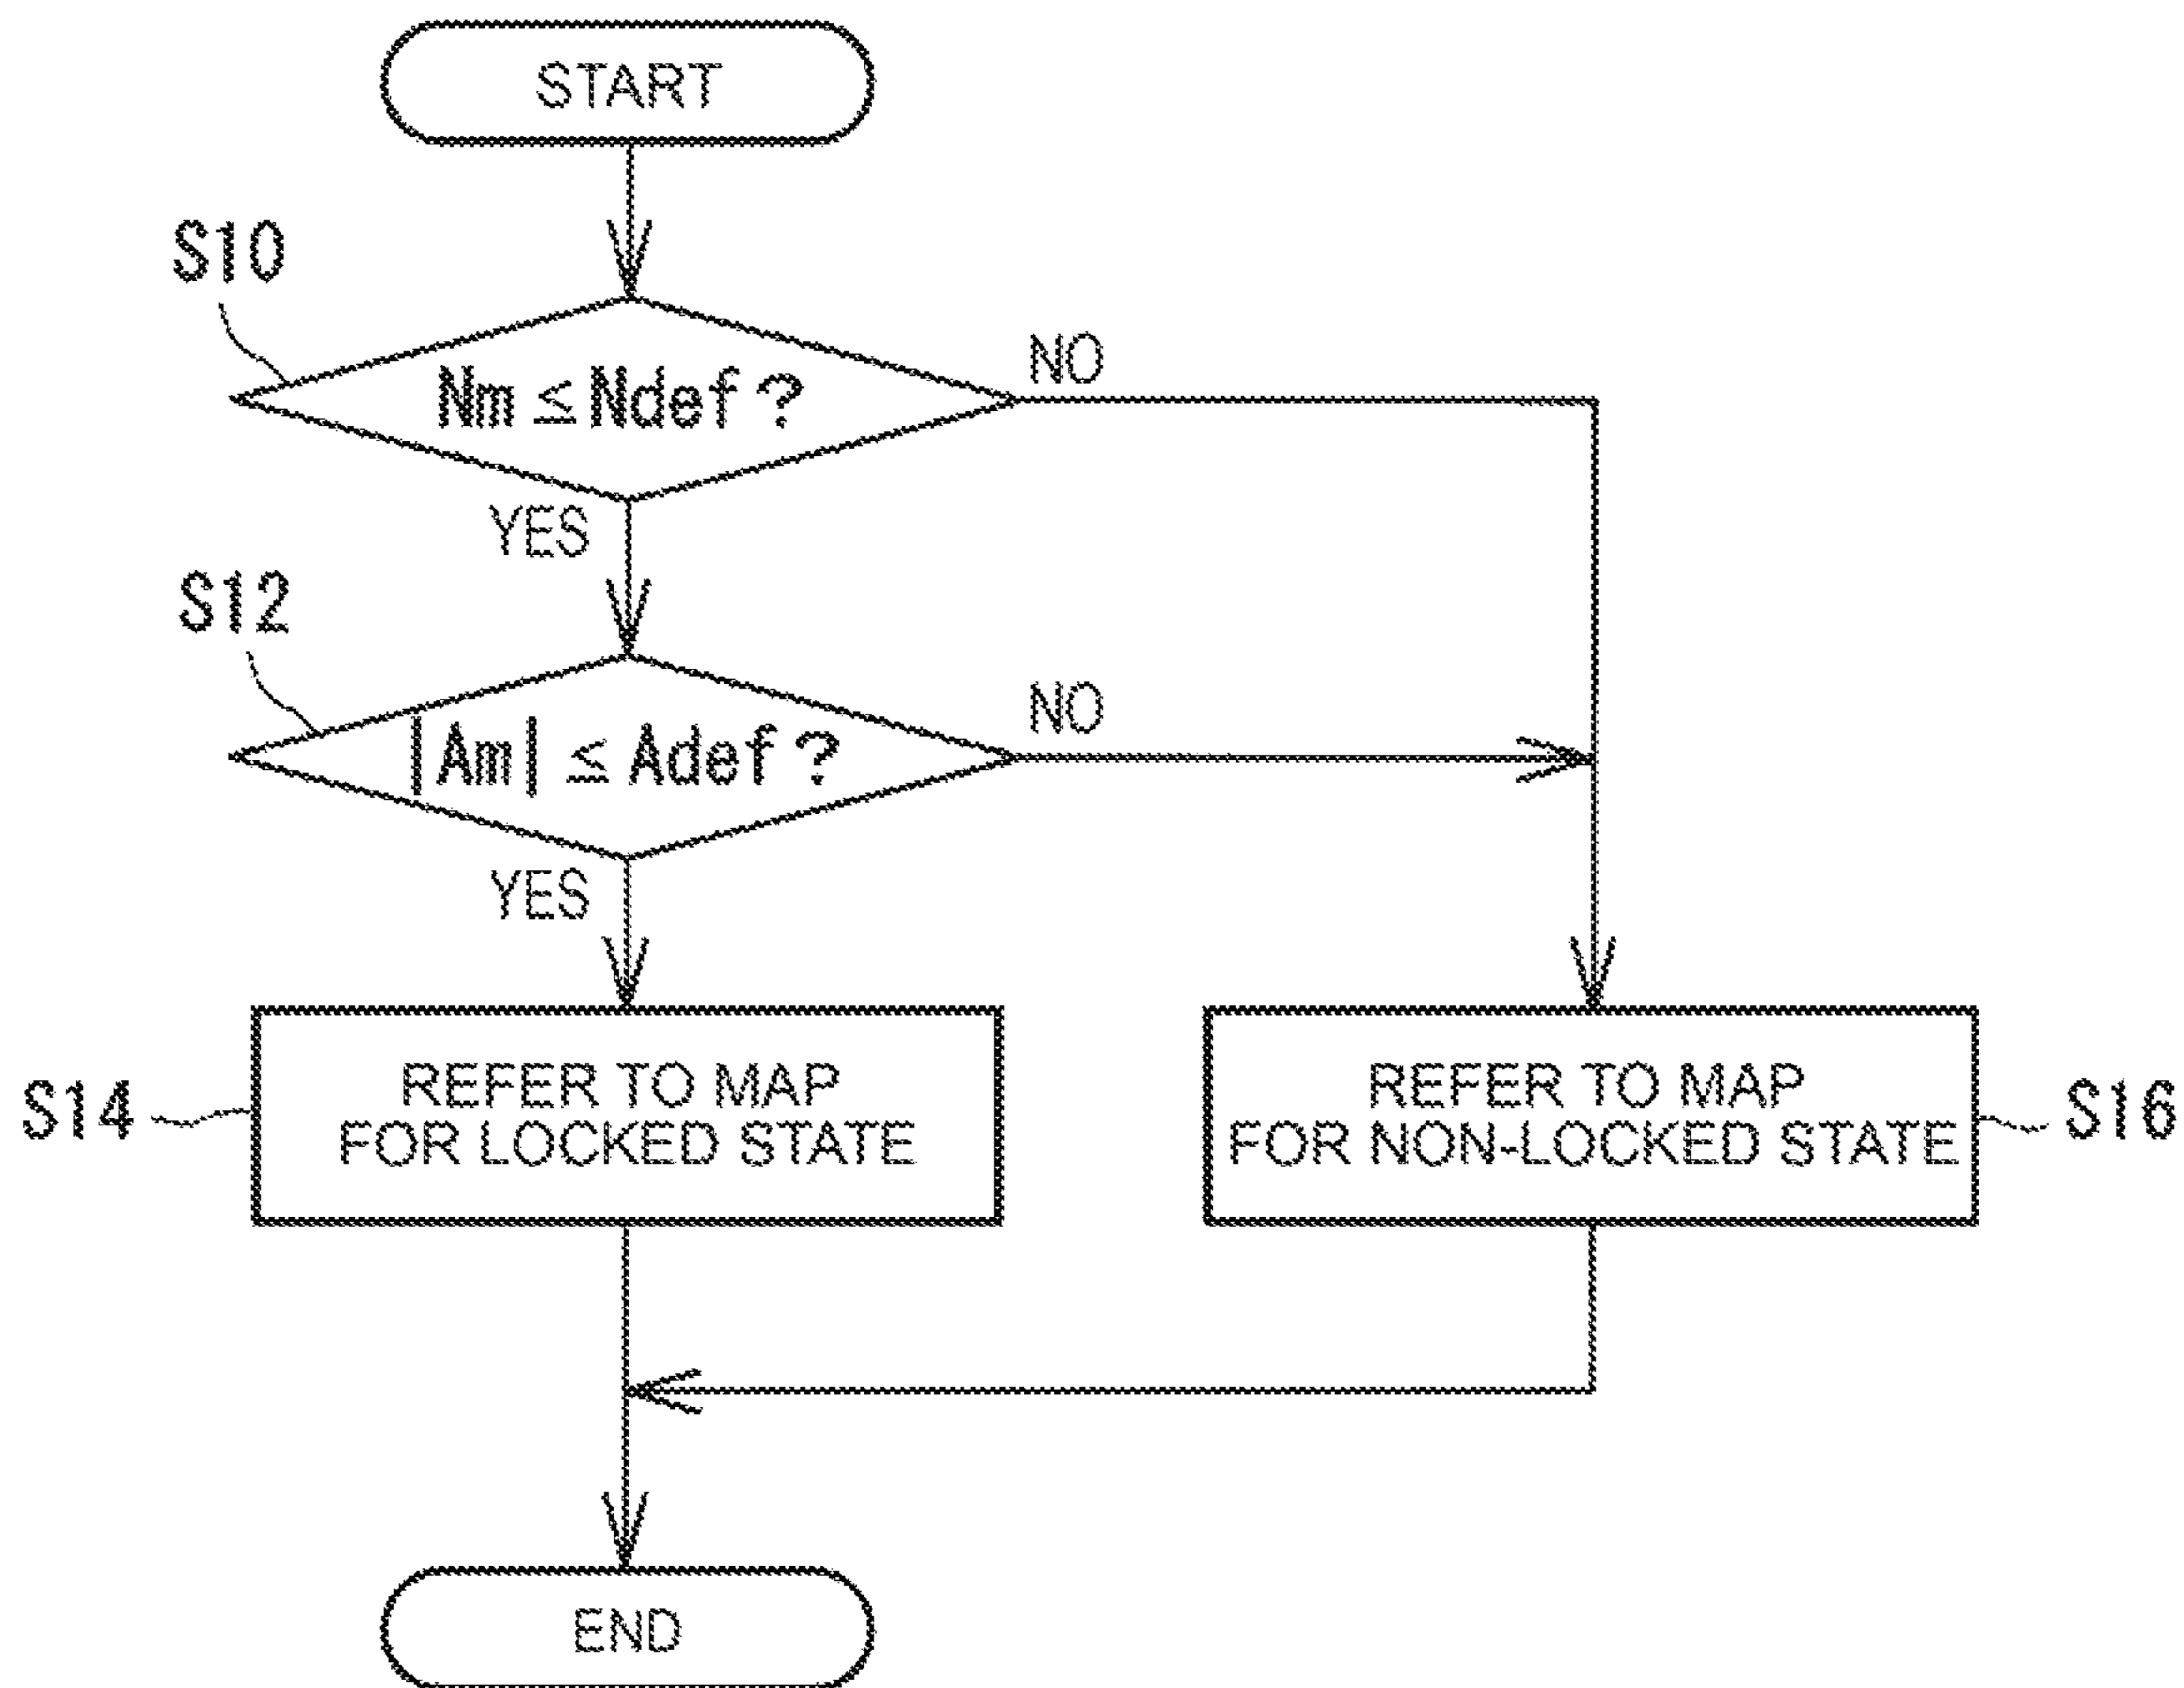 START
S10
Nm ≦ Ndef ?
NO
YES
S12
|Am| ≦ Adef ?
NO
YES
S14
REFER TO MAP
FOR LOCKED STATE
REFER TO MAP
FOR NON-LOCKED STATE
S16
END